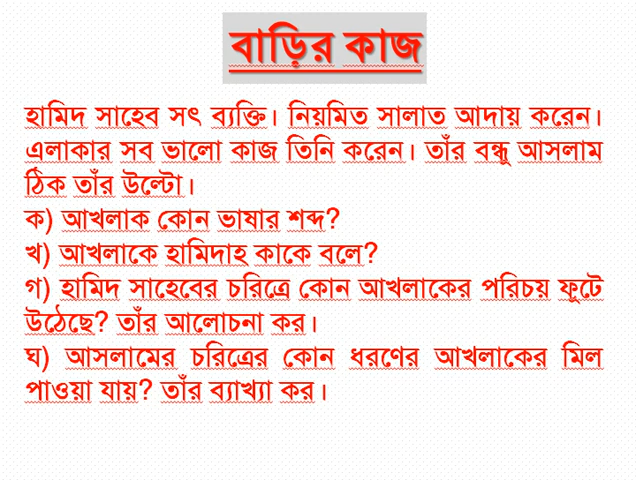 বাড়ির কাজ
হামিদ সাহেব সৎ ব্যক্তি। নিয়মিত সালাত আদায় করেন।
এলাকার সব ভালো কাজ তিনি করেন। তাঁর বন্ধু আসলাম
ঠিক তাঁর উল্টো।
ক) আখলাক কোন ভাষার শব্দ?
খ) আখলাকে হামিদাহ কাকে বলে?
গ) হামিদ সাহেবের চরিত্রে কোন আখলাকের পরিচয় ফূটে
উঠেছে? তাঁর আলোচনা কর।
ঘ) আসলামের চরিত্রের কোন ধরণের আখলাকের মিল
পাওয়া যায়? তাঁর ব্যাখ্যা কর।